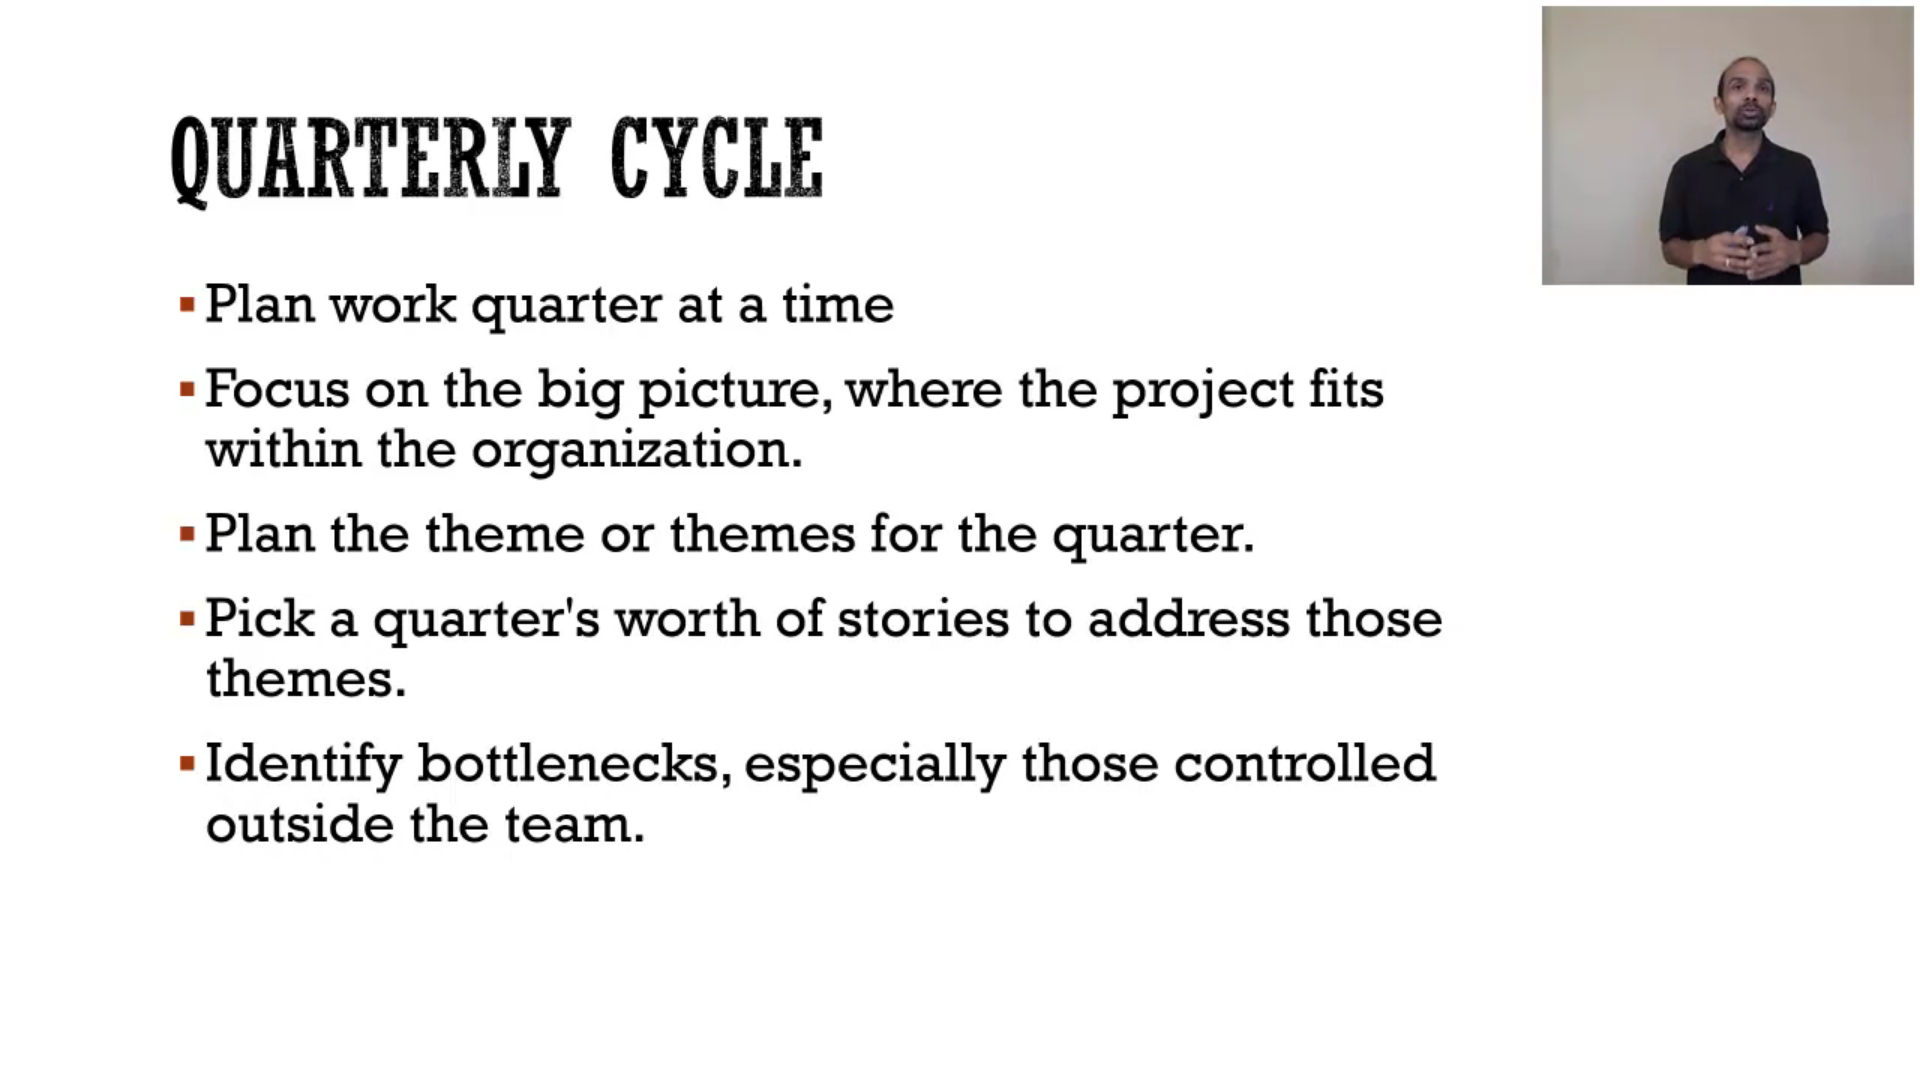 QUARTERLY CYCLE
Plan work quarter at a time
Focus on the big picture, where the project fits
within the organization.
Plan the theme or themes for the quarter.
Pick a quarter's worth of stories to address those
themes.
Identify bottlenecks, especially those controlled
outside the team.